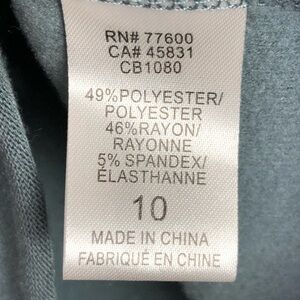 RN# 77600
CA# 45831
CB1080
49%POLYESTER/
POLYESTER
46%RAYON/
RAYONNE
5% SPANDEX/
ÉLASTHANNE
10
MADE IN CHINA
FABRIQUÉ EN CHINE